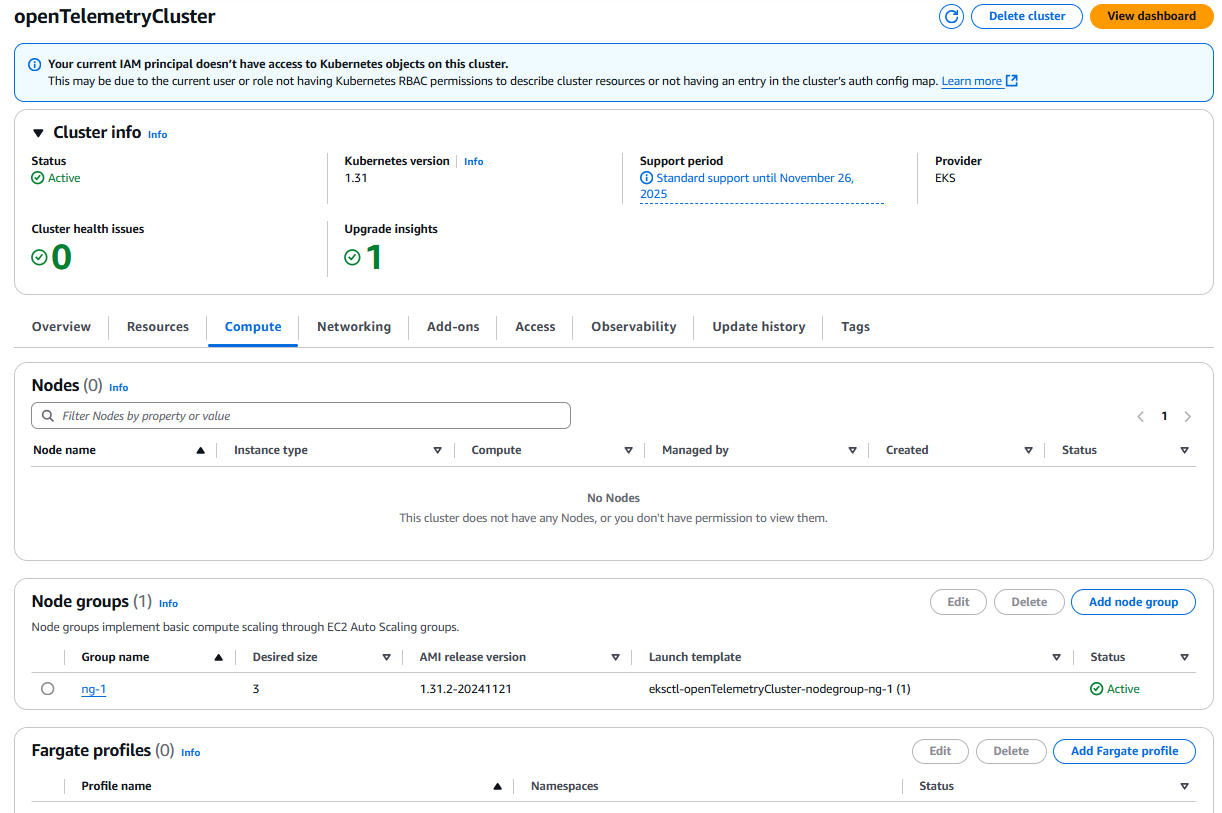 openTelemetryCluster
Delete cluster
View dashboard
Your current IAM principal doesn't have access to Kubernetes objects on this cluster.
This may be due to the current user or role not having Kubernetes RBAC permissions to describe cluster resources or not having an entry in the cluster's auth config map. Learn more
Cluster info Info
Status
Active
Kubernetes version Info
1.31
Support period
Standard support until November 26,
2025
Provider
EKS
Cluster health issues
0
Upgrade insights
1
Overview Resources Compute Networking Add-ons Access Observability Update history Tags
Nodes (0) Info
Filter Nodes by property or value
1
Node name Instance type Compute Managed by Created Status
No Nodes
This cluster does not have any Nodes, or you don't have permission to view them.
Node groups (1) Info
Edit Delete Add node group
Node groups implement basic compute scaling through EC2 Auto Scaling groups.
Group name Desired size AMI release version Launch template Status
ng-1 3 1.31.2-20241121 eksctl-openTelemetryCluster-nodegroup-ng-1 (1) Active
Fargate profiles (0) Info
Edit Delete Add Fargate profile
Profile name Namespaces Status